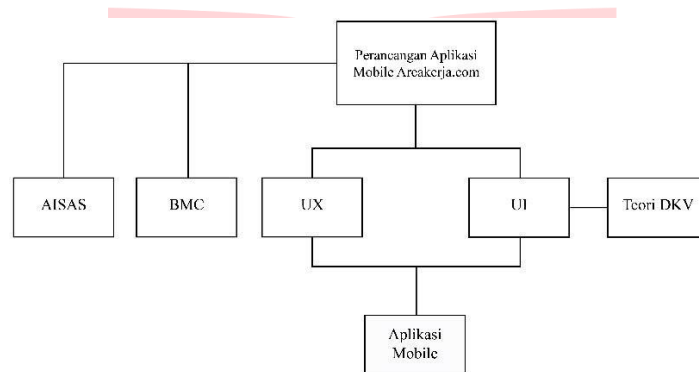 Perancangan Aplikasi
Mobile Areakerja.com
AISAS
BMC
UX
UI
Teori DKV
Aplikasi
Mobile